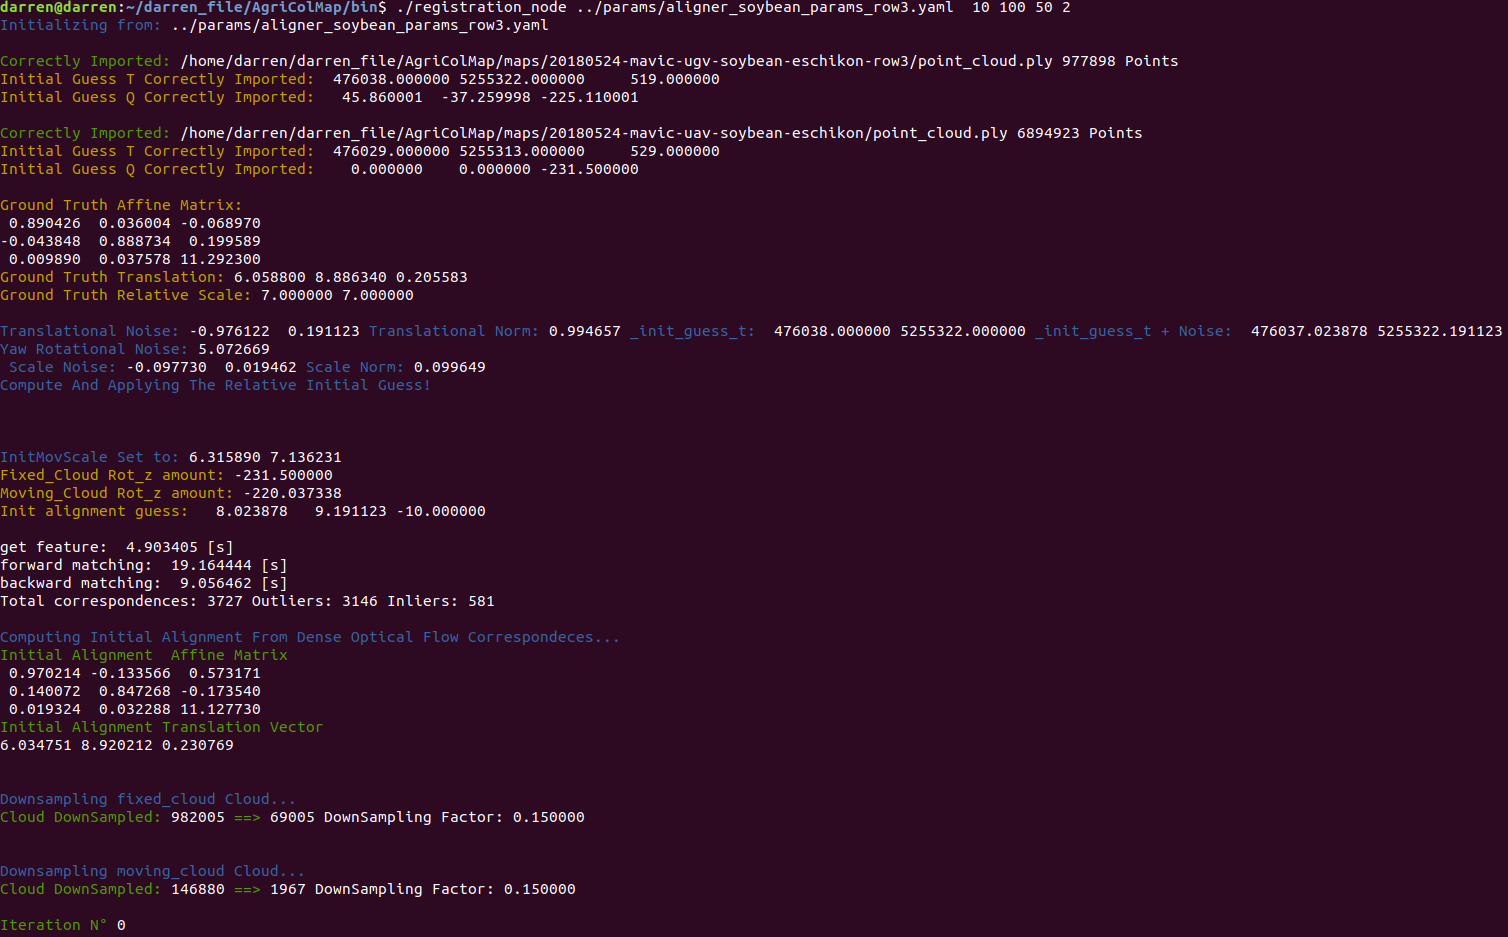 darren@darren:~/darren_file/AgriColMap/bin$ ./registration_node ../params/aligner_soybean_params_row3.yaml  10 100 50 2
Initializing from: ../params/aligner_soybean_params_row3.yaml
Correctly Imported: /home/darren/darren_file/AgriColMap/maps/20180524-mavic-ugv-soybean-eschikon-row3/point_cloud.ply 977898 Points
Initial Guess T Correctly Imported:  476038.000000 5255322.000000     519.000000
Initial Guess Q Correctly Imported:   45.860001  -37.259998 -225.110001
Correctly Imported: /home/darren/darren_file/AgriColMap/maps/20180524-mavic-uav-soybean-eschikon/point_cloud.ply 6894923 Points
Initial Guess T Correctly Imported:  476029.000000 5255313.000000     529.000000
Initial Guess Q Correctly Imported:    0.000000    0.000000 -231.500000
Ground Truth Affine Matrix:
 0.890426  0.036004 -0.068970
-0.043848  0.888734  0.199589
 0.009890  0.037578 11.292300
Ground Truth Translation: 6.058800 8.886340 0.205583
Ground Truth Relative Scale: 7.000000 7.000000
Translational Noise: -0.976122  0.191123 Translational Norm: 0.994657 _init_guess_t:  476038.000000 5255322.000000 _init_guess_t + Noise:  476037.023878 5255322.191123
Yaw Rotational Noise: 5.072669
 Scale Noise: -0.097730  0.019462 Scale Norm: 0.099649
Compute And Applying The Relative Initial Guess!
InitMovScale Set to: 6.315890 7.136231
Fixed_Cloud Rot_z amount: -231.500000
Moving_Cloud Rot_z amount: -220.037338
Init alignment guess:   8.023878   9.191123 -10.000000
get feature:  4.903405 [s]
forward matching:  19.164444 [s]
backward matching:  9.056462 [s]
Total correspondences: 3727 Outliers: 3146 Inliers: 581
Computing Initial Alignment From Dense Optical Flow Correspondeces...
Initial Alignment  Affine Matrix
 0.970214 -0.133566  0.573171
 0.140072  0.847268 -0.173540
 0.019324  0.032288 11.127730
Initial Alignment Translation Vector
6.034751 8.920212 0.230769
Downsampling fixed_cloud Cloud...
Cloud DownSampled: 982005 ==> 69005 DownSampling Factor: 0.150000
Downsampling moving_cloud Cloud...
Cloud DownSampled: 146880 ==> 1967 DownSampling Factor: 0.150000
Iteration N° 0